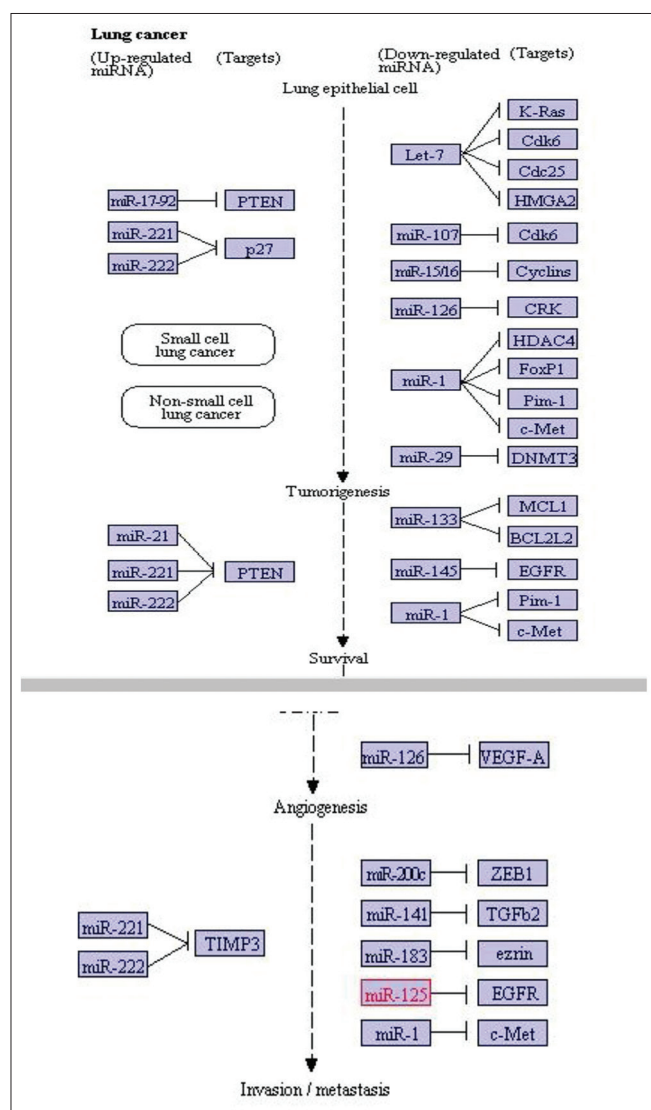 Lung cancer
(Up-regulated (Targets)
miRNA)
(Down-regulated (Targets)
miRNA)
Lung epithelial cell
Let-7
K-Ras
Cdk6
Cdc25
HMGA2
miR-17-92 PTEN
miR-221
miR-222
p27
miR-107 Cdk6
miR-15/16 Cyclins
miR-126 CRK
Small cell
lung cancer
Non-small cell
lung cancer
miR-1
HDAC4
FoxP1
Pim-1
c-Met
miR-29 DNMT3
Tumorigenesis
miR-21
miR-221
miR-222
PTEN
miR-133
MCL1
BCL2L2
miR-145 EGFR
miR-1
Pim-1
c-Met
Survival
miR-126 VEGF-A
Angiogenesis
miR-221
miR-222
TIMP3
miR-200c ZEB1
miR-141 TGFb2
miR-183 ezrin
miR-125 EGFR
miR-1 c-Met
Invasion / metastasis